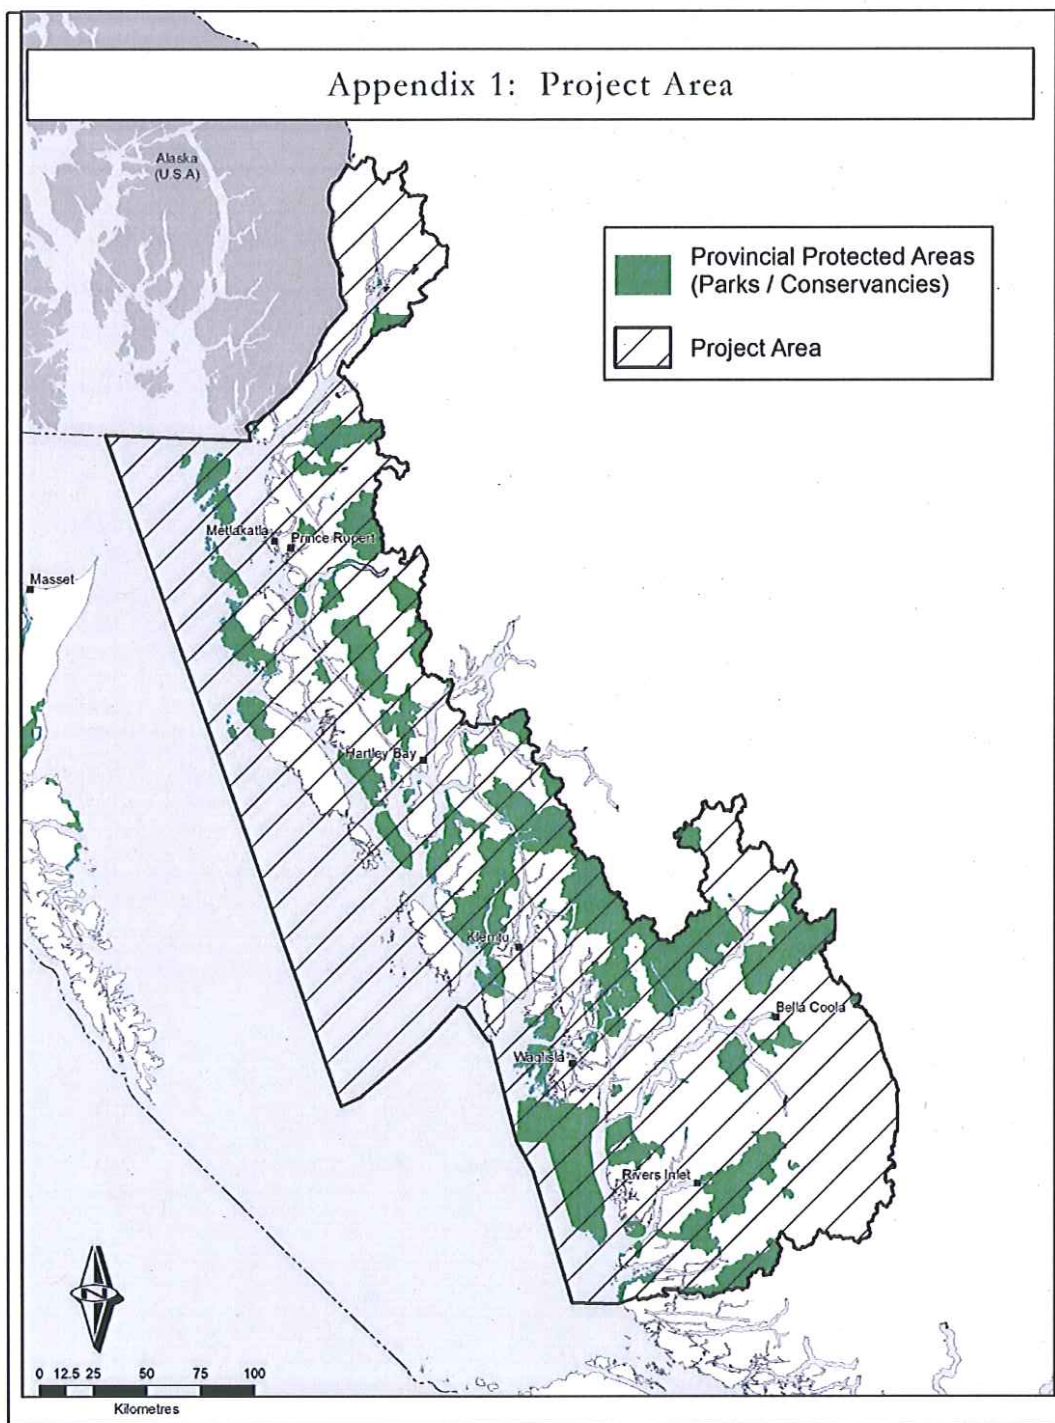 Appendix 1: Project Area
Alaska
(U.S.A)
Provincial Protected Areas
(Parks / Conservancies)
Project Area
Metlakatla
Prince Rupert
Masset
Hartley Bay
Klemtu
Bella Coola
Waglisla
Rivers Inlet
N
0 12.5 25 50 75 100
Kilometres